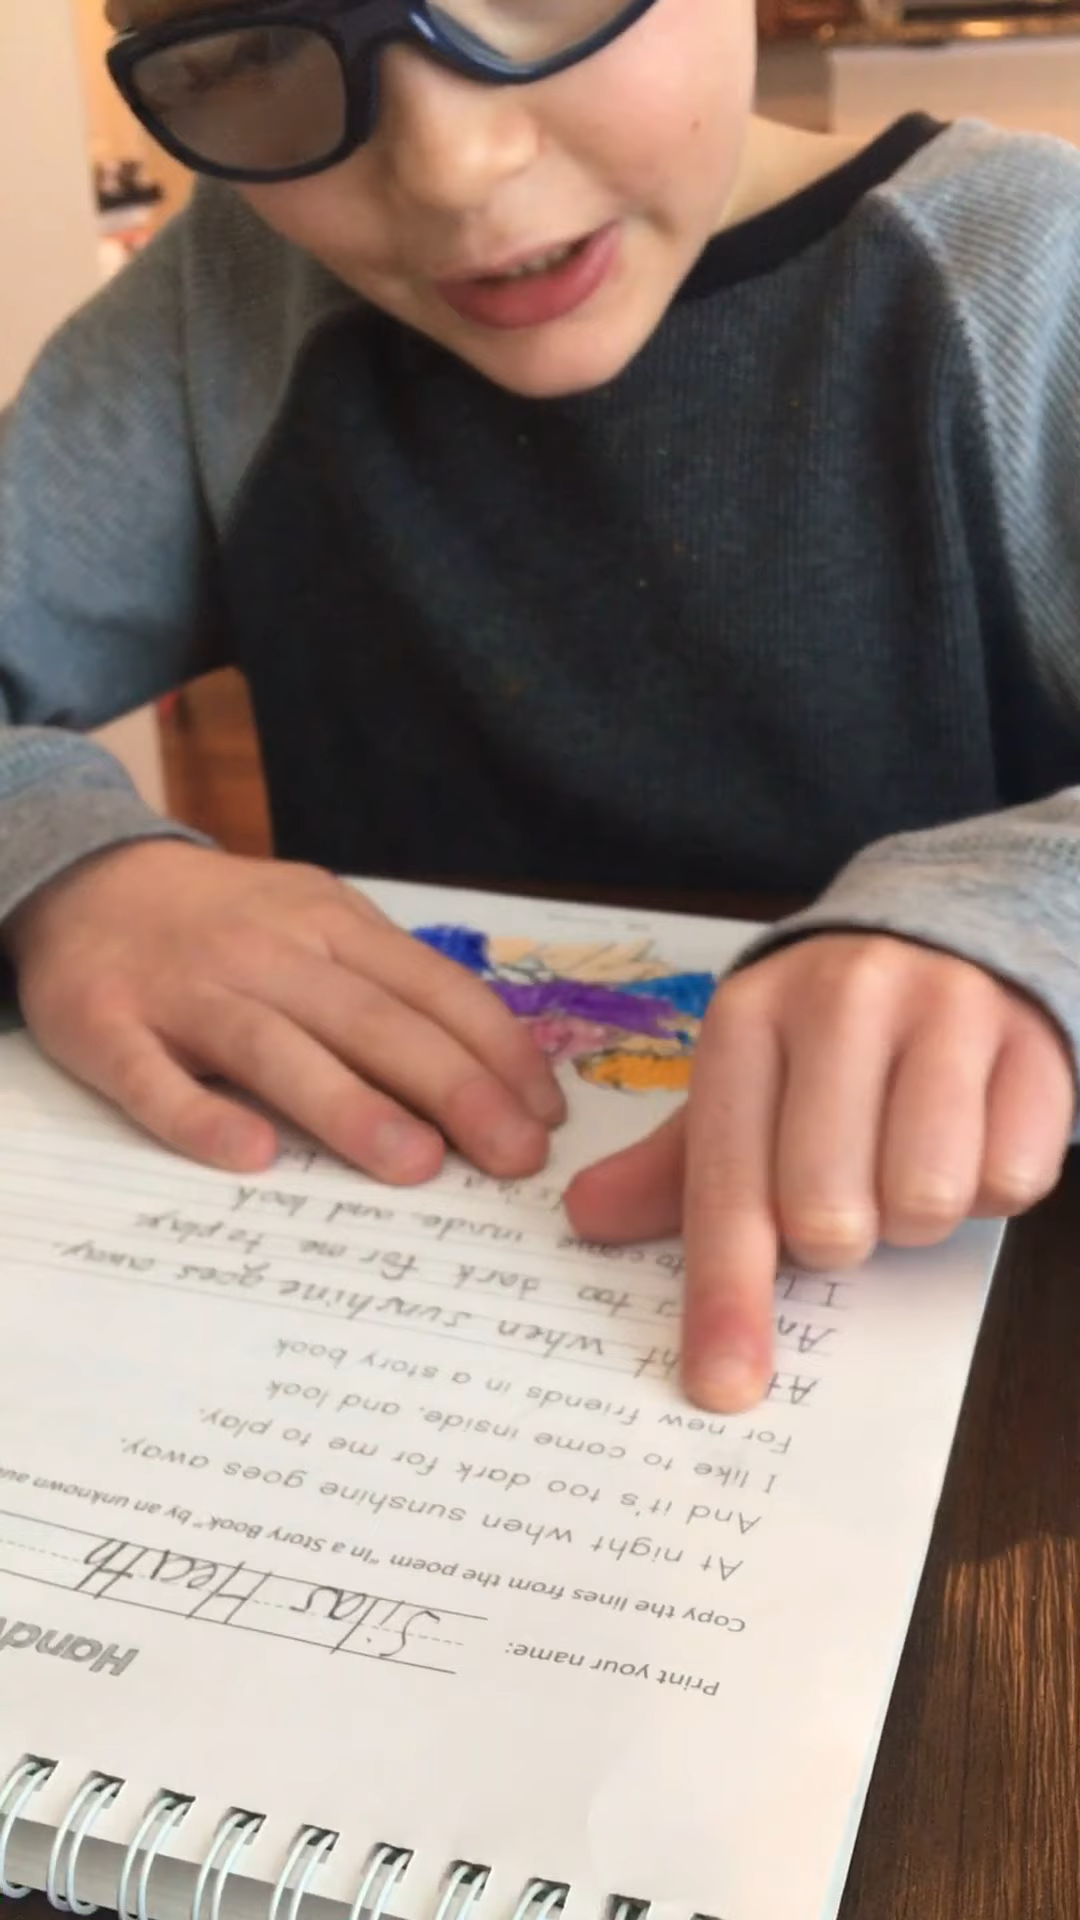 Handw
Print your name: Silas Heath
Copy the lines from the poem "In a Story Book" by an unknown au
At night when sunshine goes away,
And it's too dark for me to play,
I like to come inside, and look
For new friends in a story book
At ht when sunshine goes away.
An too dark for me to play.
I to come inside, and look